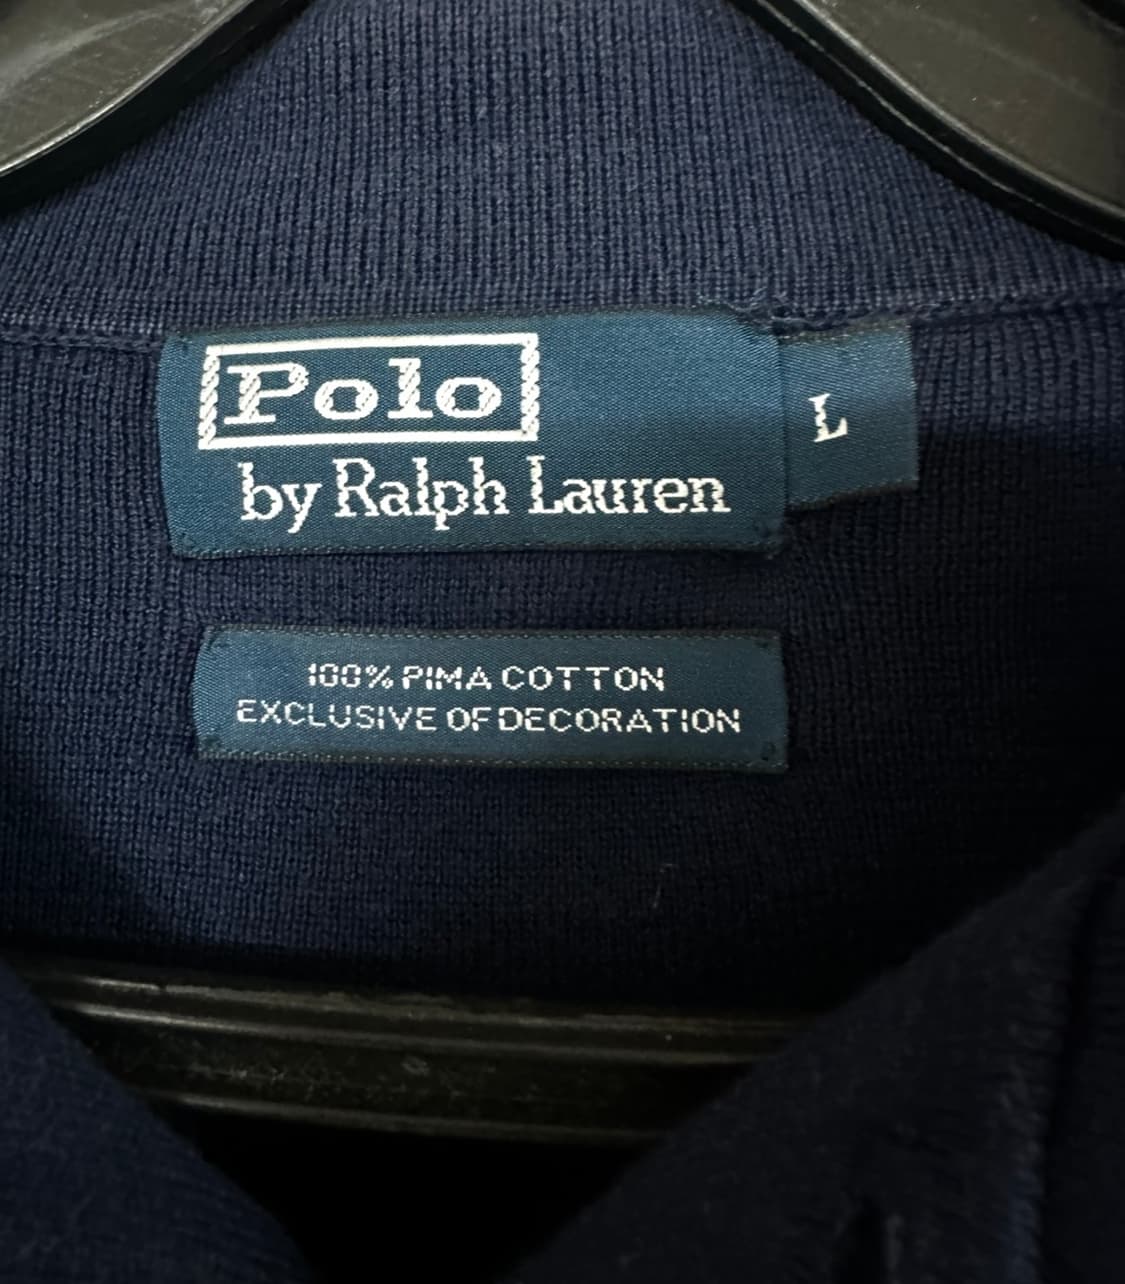 Polo
by Ralph Lauren
L
100% PIMA COTTON
EXCLUSIVE OF DECORATION